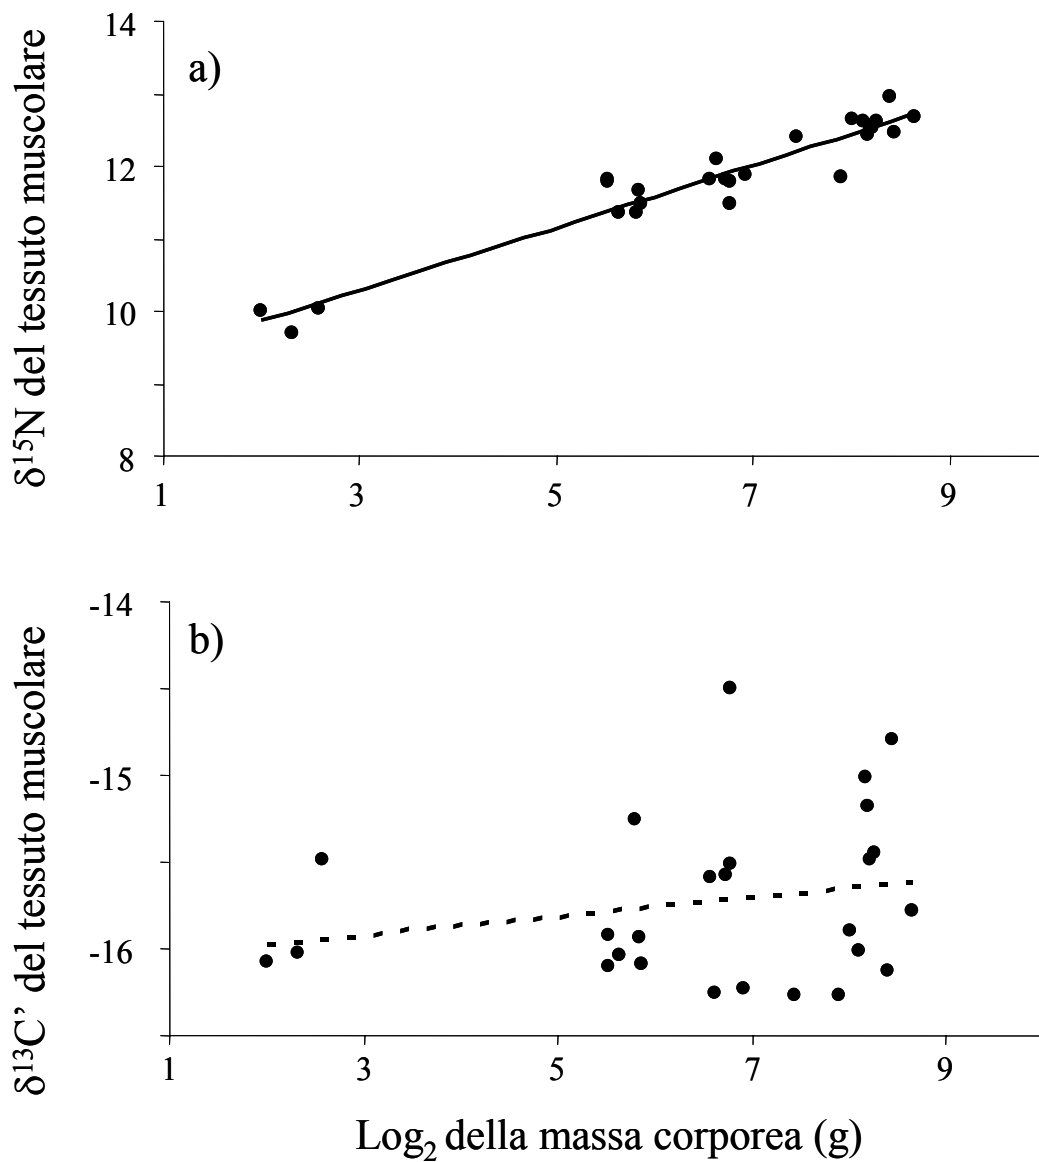 δ¹⁵N del tessuto muscolare
a)
14
12
10
8
1 3 5 7 9
δ¹³C’ del tessuto muscolare
b)
-14
-15
-16
1 3 5 7 9
Log₂ della massa corporea (g)